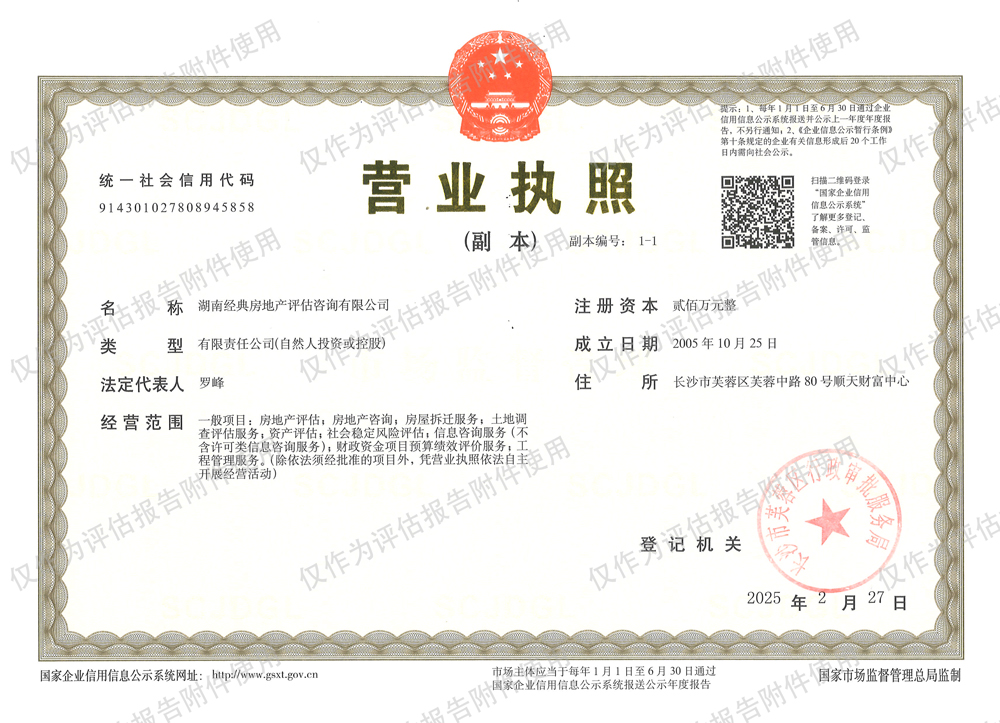 提示：1、每年1月1日至6月30日通过企业
信用信息公示系统报送并公示上一年度年度报
告，不另行通知；2、《企业信息公示暂行条例》
第十条规定的企业有关信息形成后20个工作
日内需向社会公示。
统一社会信用代码
914301027808945858
营业执照
(副 本)
副本编号： 1-1
扫描二维码登录
“国家企业信用
信息公示系统”
了解更多登记、
备案、许可、监
管信息。
名称 湖南经典房地产评估咨询有限公司
类型 有限责任公司(自然人投资或控股)
法定代表人 罗峰
经营范围 一般项目：房地产评估；房地产咨询；房屋拆迁服务；土地调
查评估服务；资产评估；社会稳定风险评估；信息咨询服务（不
含许可类信息咨询服务）；财政资金项目预算绩效评价服务；工
程管理服务。（除依法须经批准的项目外，凭营业执照依法自主
开展经营活动）
注册资本 贰佰万元整
成立日期 2005年10月25日
住所 长沙市芙蓉区芙蓉中路80号顺天财富中心
登记机关
长沙市芙蓉区行政审批服务局
2025 年 2 月 27 日
国家企业信用信息公示系统网址： http://www.gsxt.gov.cn
市场主体应当于每年1月1日至6月30日通过
国家企业信用信息公示系统报送公示年度报告
国家市场监督管理总局监制
仅作为评估报告附件使用